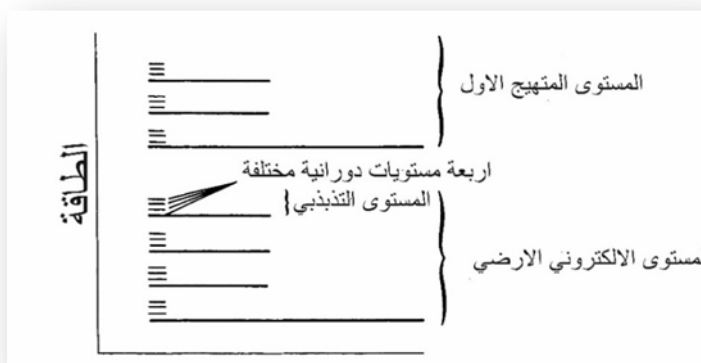 المستوى المتهيج الاول
اربعة مستويات دورانية مختلفة
المستوى التذبذبي
مستوى الالكتروني الارضي
الطاقة